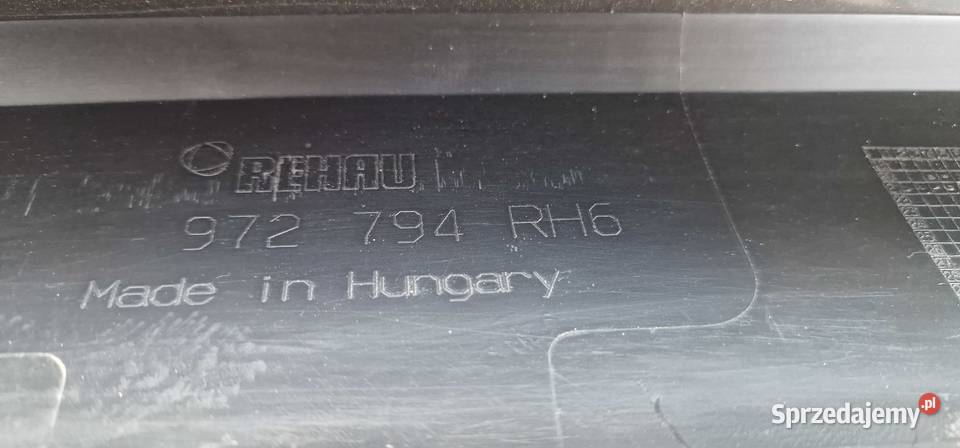 REHAU
972 794 RH6
Made in Hungary
Sprzedajemy.pl